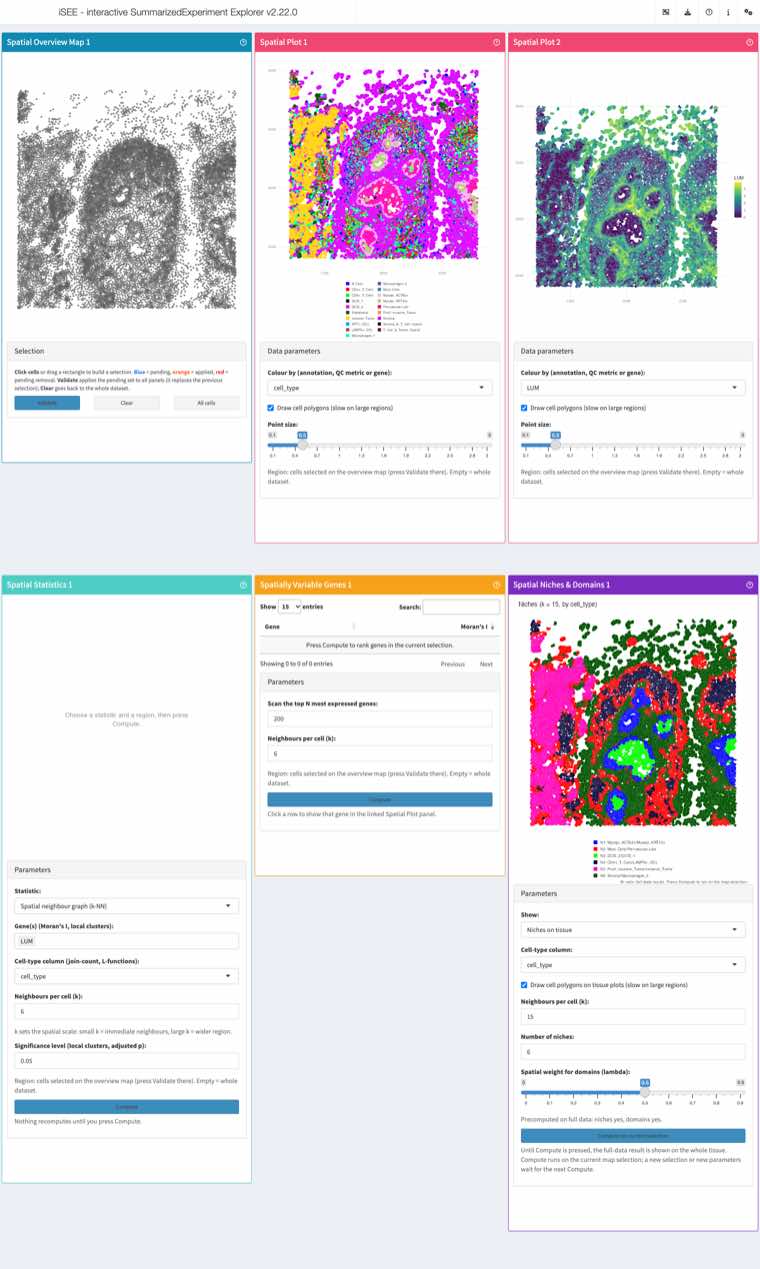 iSEE - interactive SummarizedExperiment Explorer v2.22.0
Spatial Overview Map 1
Selection
Click cells or drag a rectangle to build a selection. Blue = pending, orange = applied, red =
pending removal. Validate applies the pending set to all panels (it replaces the previous
selection); Clear goes back to the whole dataset.
Validate
Clear
All cells
Spatial Plot 1
Data parameters
Colour by (annotation, QC metric or gene):
cell_type
Draw cell polygons (slow on large regions)
Point size:
Region: cells selected on the overview map (press Validate there). Empty = whole
dataset.
Spatial Plot 2
LUM
Data parameters
Colour by (annotation, QC metric or gene):
LUM
Draw cell polygons (slow on large regions)
Point size:
Region: cells selected on the overview map (press Validate there). Empty = whole
dataset.
Spatial Statistics 1
Choose a statistic and a region, then press
Compute.
Parameters
Statistic:
Spatial neighbour graph (k-NN)
Gene(s) (Moran's I, local clusters):
LUM
Cell-type column (join-count, L-functions):
cell_type
Neighbours per cell (k):
6
k sets the spatial scale: small k = immediate neighbours, large k = wider region.
Significance level (local clusters, adjusted p):
0.05
Region: cells selected on the overview map (press Validate there). Empty = whole
dataset.
Compute
Nothing recomputes until you press Compute.
Spatially Variable Genes 1
Show 15 entries
Search:
Gene
Moran's I
Press Compute to rank genes in the current selection.
Showing 0 to 0 of 0 entries
Previous
Next
Parameters
Scan the top N most expressed genes:
200
Neighbours per cell (k):
6
Region: cells selected on the overview map (press Validate there). Empty = whole
dataset.
Compute
Click a row to show that gene in the linked Spatial Plot panel.
Spatial Niches & Domains 1
Niches (k = 15, by cell_type)
Parameters
Show:
Niches on tissue
Cell-type column:
cell_type
Draw cell polygons on tissue plots (slow on large regions)
Neighbours per cell (k):
15
Number of niches:
6
Spatial weight for domains (lambda):
Precomputed on full data: niches yes, domains yes.
Until Compute is pressed, the full-data result is shown on the whole tissue.
Compute runs on the current map selection; a new selection or new parameters
wait for the next Compute.